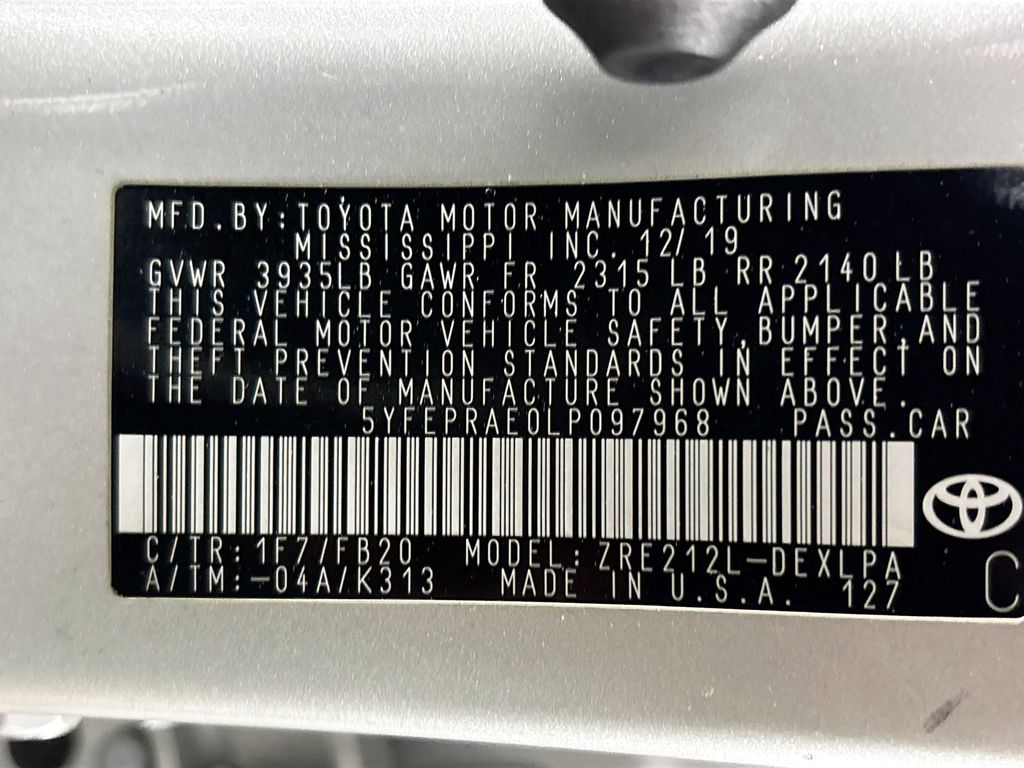 MFD.BY:TOYOTA MOTOR MANUFACTURING
MISSISSIPPI INC. 12/19
GVWR 3935LB GAWR FR 2315LB RR 2140LB
THIS VEHICLE CONFORMS TO ALL APPLICABLE
FEDERAL MOTOR VEHICLE SAFETY,BUMPER,AND
THEFT PREVENTION STANDARDS IN EFFECT ON
THE DATE OF MANUFACTURE SHOWN ABOVE.
5YFEPRAE0LP097968 PASS.CAR
C/TR:1F7/FB20 MODEL:ZRE212L-DEXLPA
A/TM:-04A/K313 MADE IN U.S.A. 127
C